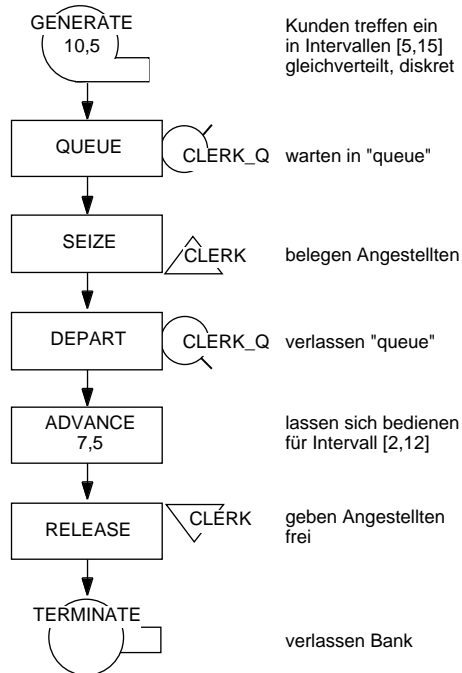 GENERATE
10,5
Kunden treffen ein
in Intervallen [5,15]
gleichverteilt, diskret
QUEUE
CLERK_Q
warten in "queue"
SEIZE
CLERK
belegen Angestellten
DEPART
CLERK_Q
verlassen "queue"
ADVANCE
7,5
lassen sich bedienen
für Intervall [2,12]
RELEASE
CLERK
geben Angestellten
frei
TERMINATE
verlassen Bank